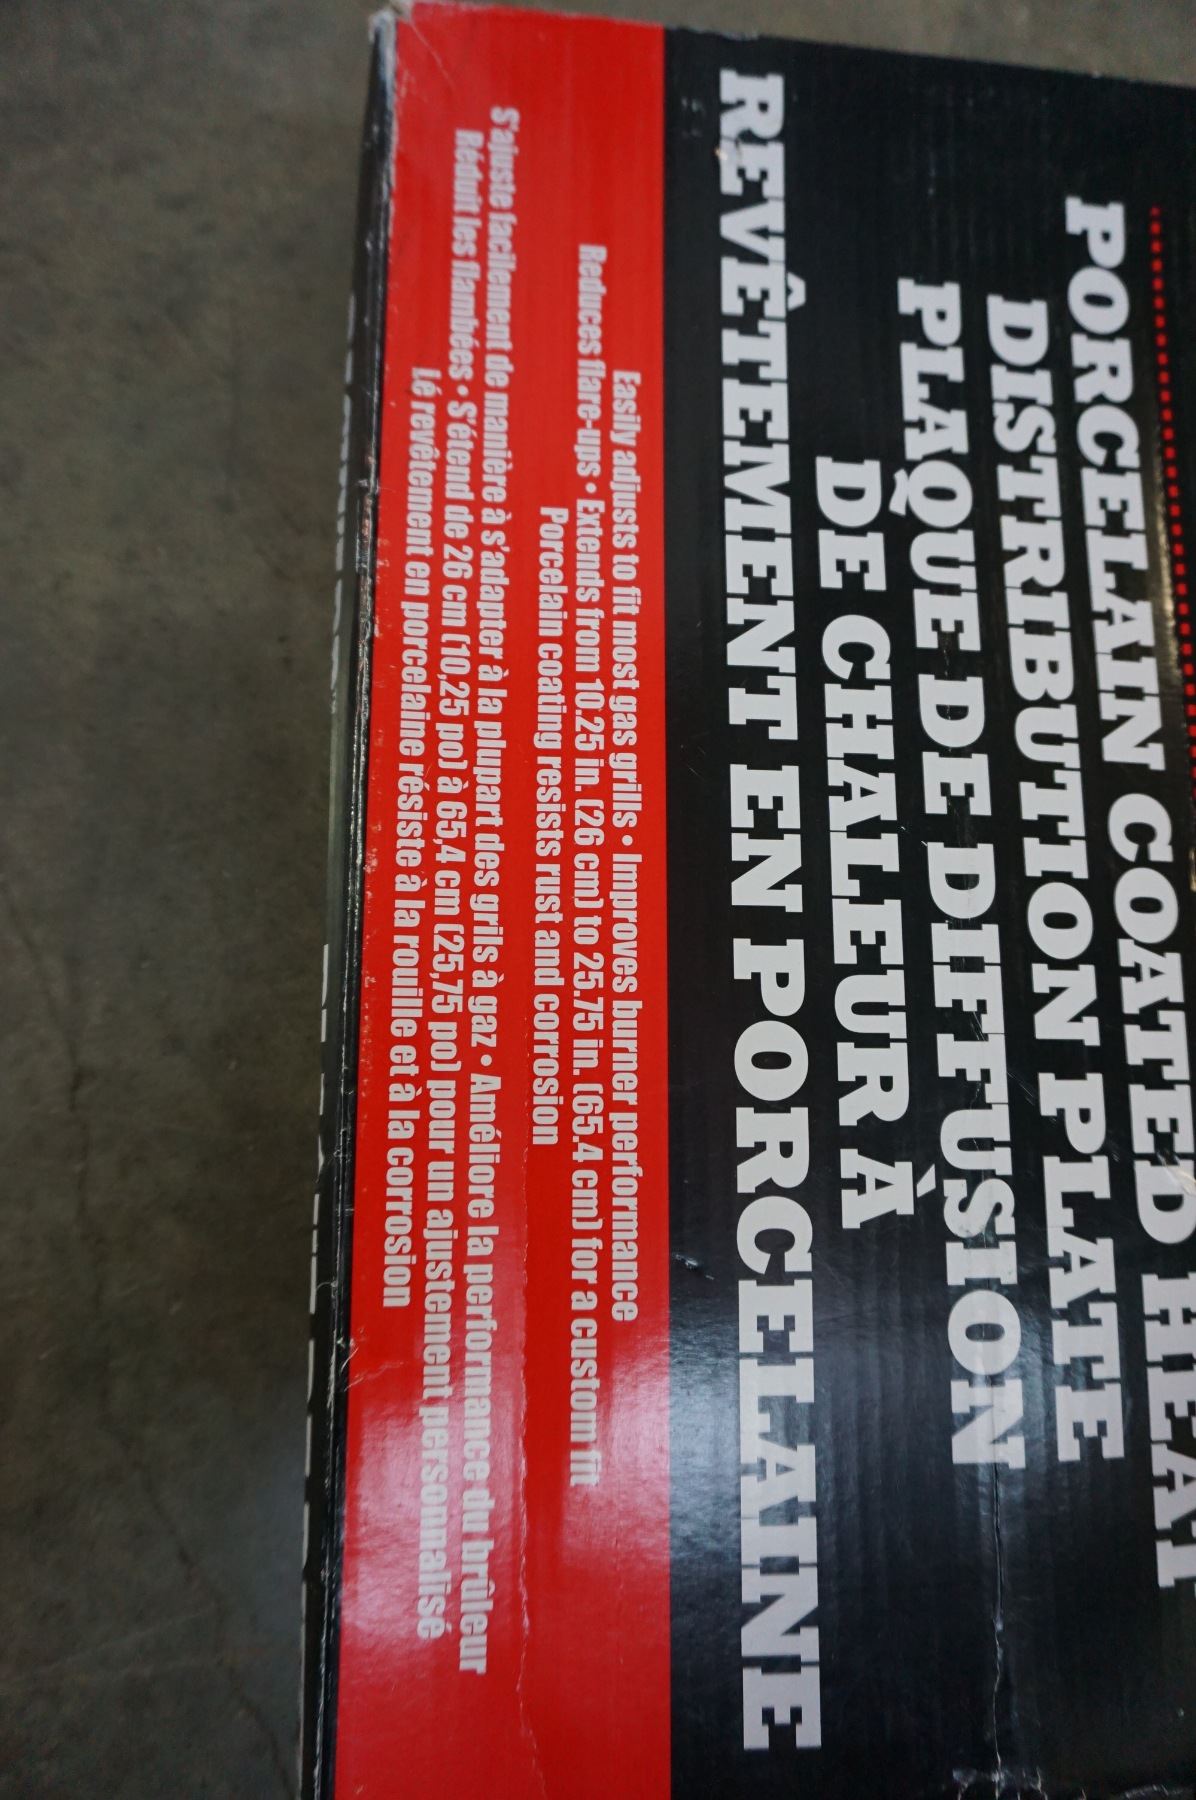 PORCELAIN COATED HEAT
DISTRIBUTION PLATE
PLAQUE DE DIFFUSION
DE CHALEUR À
REVÊTEMENT EN PORCELAINE
Easily adjusts to fit most gas grills • Improves burner performance
Reduces flare-ups • Extends from 10.25 in. (26 cm) to 25.75 in. (65.4 cm) for a custom fit
Porcelain coating resists rust and corrosion
S'ajuste facilement de manière à s'adapter à la plupart des grils à gaz • Améliore la performance du brûleur
Réduit les flambées • S'étend de 26 cm (10,25 po) à 65,4 cm (25,75 po) pour un ajustement personnalisé
Lé revêtement en porcelaine résiste à la rouille et à la corrosion